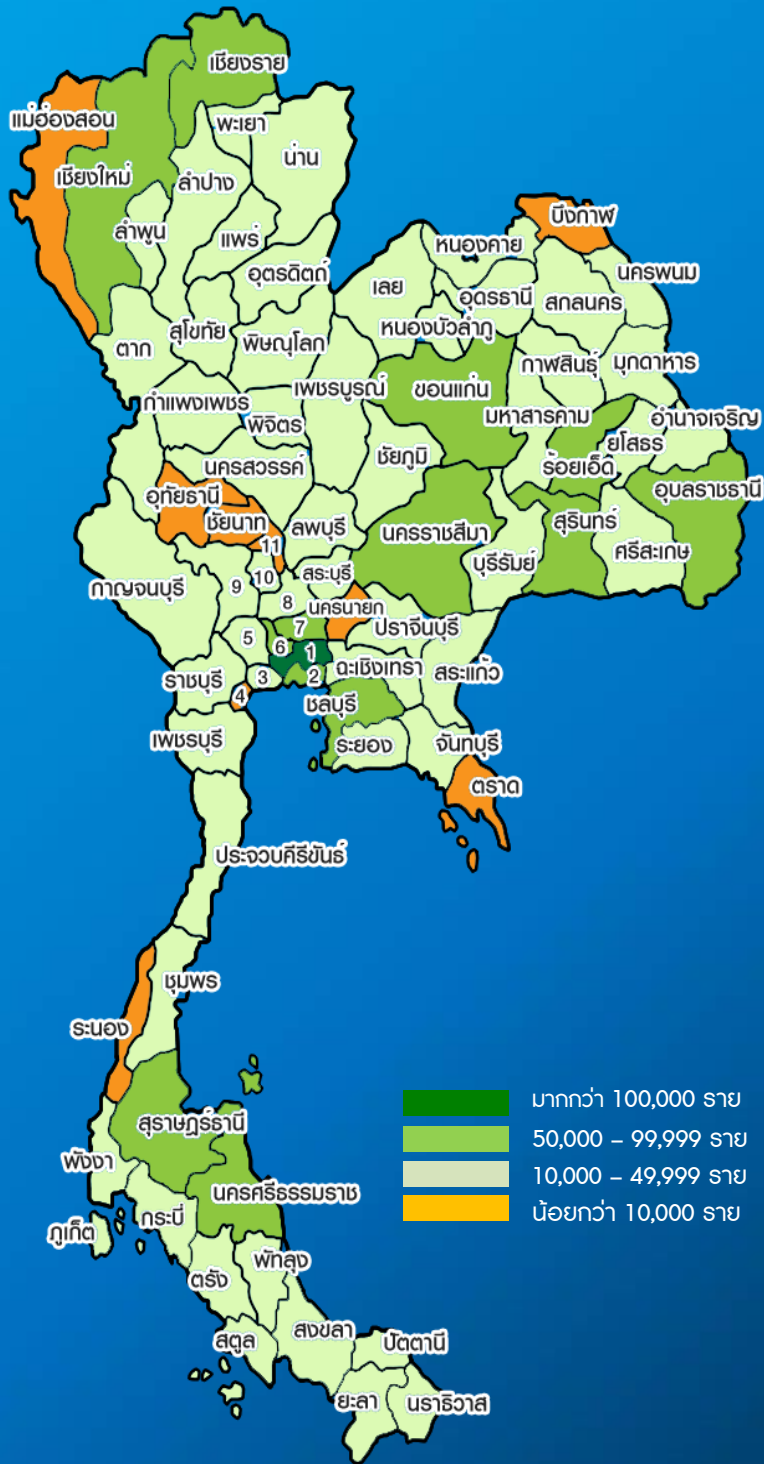 เชียงราย
แม่ฮ่องสอน
พะเยา
น่าน
เชียงใหม่
ลำปาง
ลำพูน
แพร่
บึงกาฬ
หนองคาย
นครพนม
อุตรดิตถ์
เลย
อุดรธานี
สกลนคร
ตาก
สุโขทัย
พิษณุโลก
หนองบัวลำภู
กาฬสินธุ์
มุกดาหาร
กำแพงเพชร
เพชรบูรณ์
ขอนแก่น
พิจิตร
มหาสารคาม
อำนาจเจริญ
ยโสธร
นครสวรรค์
ชัยภูมิ
ร้อยเอ็ด
อุบลราชธานี
อุทัยธานี
ชัยนาท
ลพบุรี
นครราชสีมา
สุรินทร์
11
บุรีรัมย์
ศรีสะเกษ
กาญจนบุรี
9
10
สระบุรี
8
นครนายก
7
ปราจีนบุรี
5
6
1
ฉะเชิงเทรา
สระแก้ว
ราชบุรี
3
2
4
ชลบุรี
เพชรบุรี
ระยอง
จันทบุรี
ตราด
ประจวบคีรีขันธ์
ชุมพร
ระนอง
มากกว่า 100,000 ราย
สุราษฎร์ธานี
50,000 – 99,999 ราย
พังงา
10,000 – 49,999 ราย
นครศรีธรรมราช
น้อยกว่า 10,000 ราย
กระบี่
ภูเก็ต
พัทลุง
ตรัง
สงขลา
สตูล
ปัตตานี
ยะลา
นราธิวาส